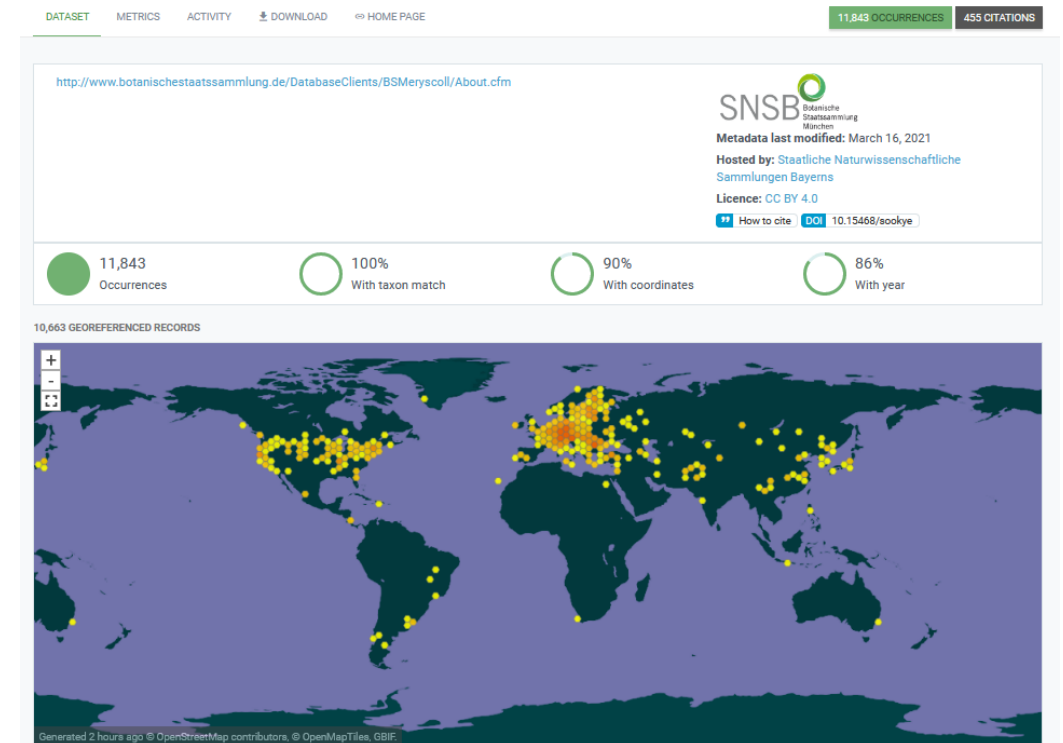 DATASET METRICS ACTIVITY DOWNLOAD HOME PAGE 11,843 OCCURRENCES 455 CITATIONS
http://www.botanischestaatssammlung.de/DatabaseClients/BSMeryscoll/About.cfm
SNSB Botanische
Staatssammlung
München
Metadata last modified: March 16, 2021
Hosted by: Staatliche Naturwissenschaftliche
Sammlungen Bayerns
Licence: CC BY 4.0
How to cite DOI 10.15468/sookye
11,843 100% 90% 86%
Occurrences With taxon match With coordinates With year
10,663 GEOREFERENCED RECORDS
+
-
Generated 2 hours ago © OpenStreetMap contributors, © OpenMapTiles, GBIF.